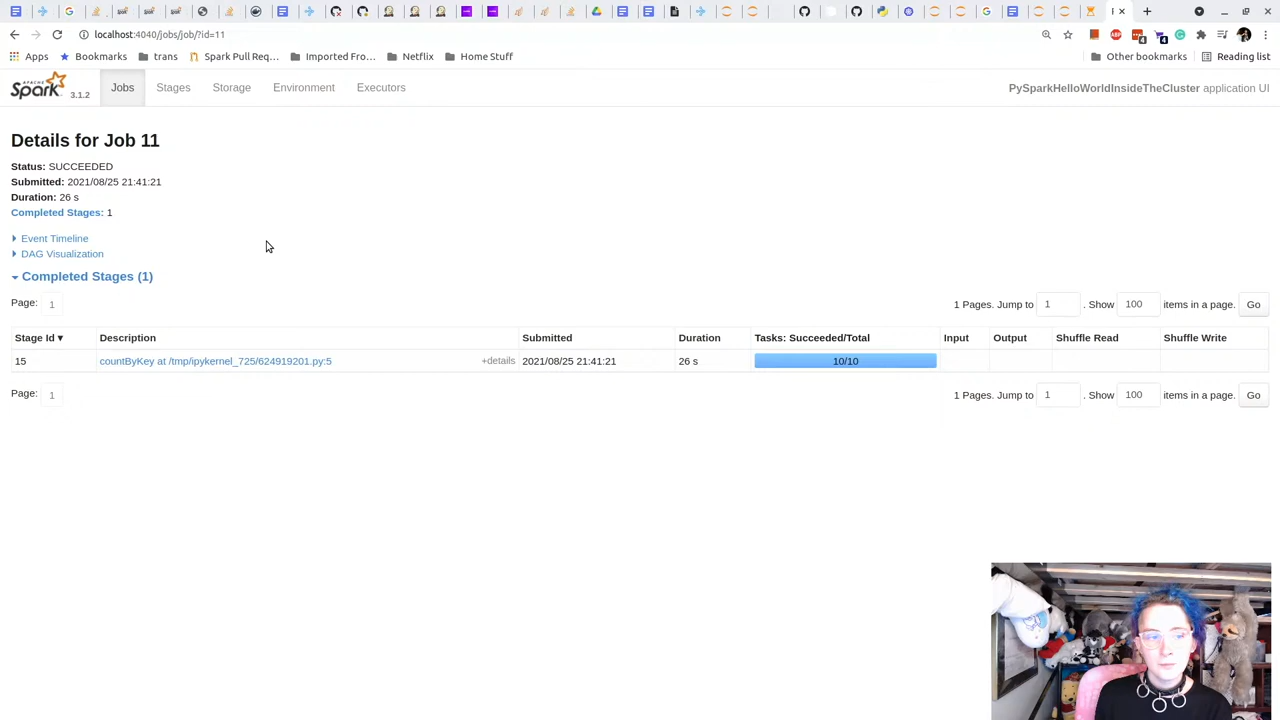 localhost:4040/jobs/job/?id=11
Apps Bookmarks trans Spark Pull Req... Imported Fro... Netflix Home Stuff Other bookmarks Reading list
APACHE Spark 3.1.2 Jobs Stages Storage Environment Executors PySparkHelloWorldInsideTheCluster application UI
Details for Job 11
Status: SUCCEEDED
Submitted: 2021/08/25 21:41:21
Duration: 26 s
Completed Stages: 1
Event Timeline
DAG Visualization
Completed Stages (1)
Page: 1 1 Pages. Jump to 1 . Show 100 items in a page. Go
Stage Id ▾ Description Submitted Duration Tasks: Succeeded/Total Input Output Shuffle Read Shuffle Write
15 countByKey at /tmp/ipykernel_725/624919201.py:5 +details 2021/08/25 21:41:21 26 s 10/10
Page: 1 1 Pages. Jump to 1 . Show 100 items in a page. Go